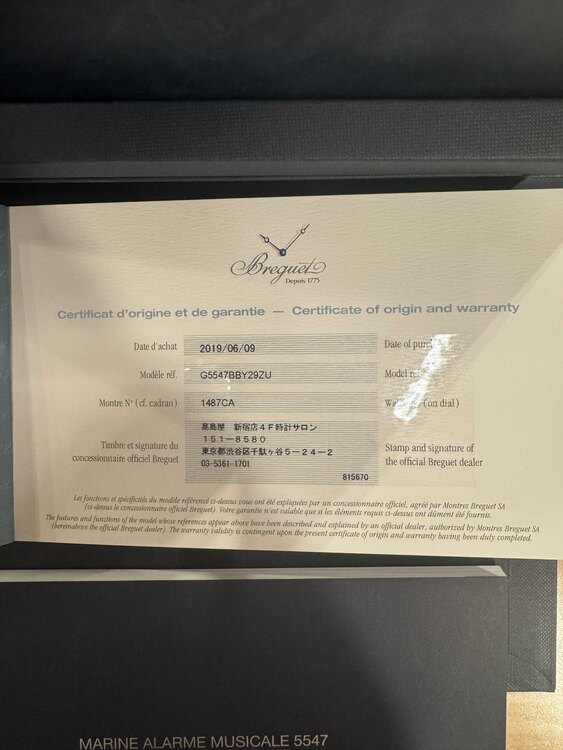 Breguet
Depuis 1775
Certificat d'origine et de garantie — Certificate of origin and warranty
Date d'achat 2019/06/09 Date of
Modèle réf. G5547BBY29ZU Model
Montre N° (cf. cadran) 1487CA (on dial)
髙島屋 新宿店4F時計サロン
151-8580
Timbre et signature du 東京都渋谷区千駄ヶ谷5-24-2 Stamp and signature of
concessionnaire officiel Breguet 03-5361-1701 the official Breguet dealer
815670
Les fonctions et spécificités du modèle référencé ci-dessus vous ont été expliquées par un concessionnaire officiel, agréé par Montres Breguet SA
(ci-dessus le concessionnaire officiel Breguet). Votre garantie n'est valable que si les éléments requis ci-dessus ont dûment été fournis.
The features and functions of the model whose references appear above have been described and explained by an official dealer, authorized by Montres Breguet SA
(hereinabove the official Breguet dealer). The warranty validity is contingent upon the present certificate of origin and warranty having been duly completed.
MARINE ALARME MUSICALE 5547